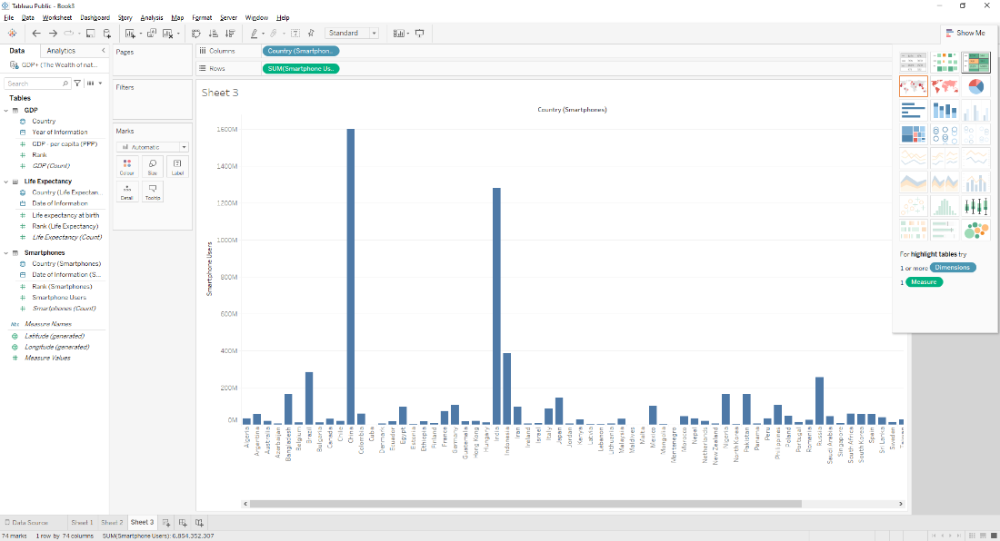 Tableau Public - Book3
File Data Worksheet Dashboard Story Analysis Map Format Server Window Help
Standard
Show Me
Data Analytics
GDP+ (The Wealth of nat...
Search
Tables
GDP
Country
Year of Information
GDP - per capita (PPP)
Rank
GDP (Count)
Life Expectancy
Country (Life Expectan...
Date of Information
Life expectancy at birth
Rank (Life Expectancy)
Life Expectancy (Count)
Smartphones
Country (Smartphones)
Date of Information (S...
Rank (Smartphones)
Smartphone Users
Smartphones (Count)
Abc Measure Names
Latitude (generated)
Longitude (generated)
Measure Values
Pages
Filters
Marks
Automatic
Colour Size Label
Detail Tooltip
Columns Country (Smartphon..
Rows SUM(Smartphone Us..
Sheet 3
Country (Smartphones)
Smartphone Users
1600M
1400M
1200M
1000M
800M
600M
400M
200M
0M
Algeria
Argentina
Australia
Azerbaijan
Bangladesh
Belgium
Brazil
Bulgaria
Canada
Chile
China
Colombia
Cuba
Denmark
Ecuador
Egypt
Estonia
Ethiopia
Finland
France
Germany
Guatemala
Hong Kong
Hungary
India
Indonesia
Iran
Iraq
Israel
Italy
Japan
Jordan
Kenya
Latvia
Lebanon
Lithuania
Malaysia
Maldives
Malta
Mexico
Mongolia
Montenegro
Morocco
Nepal
Netherlands
New Zealand
Nigeria
North Korea
Pakistan
Panama
Peru
Philippines
Poland
Portugal
Romania
Russia
Saudi Arabia
Singapore
South Africa
South Korea
Spain
Sri Lanka
Sweden
Taiwan
For highlight tables try
1 or more Dimensions
1 Measure
Data Source Sheet 1 Sheet 2 Sheet 3
74 marks 1 row by 74 columns SUM(Smartphone Users): 6,854,352,307